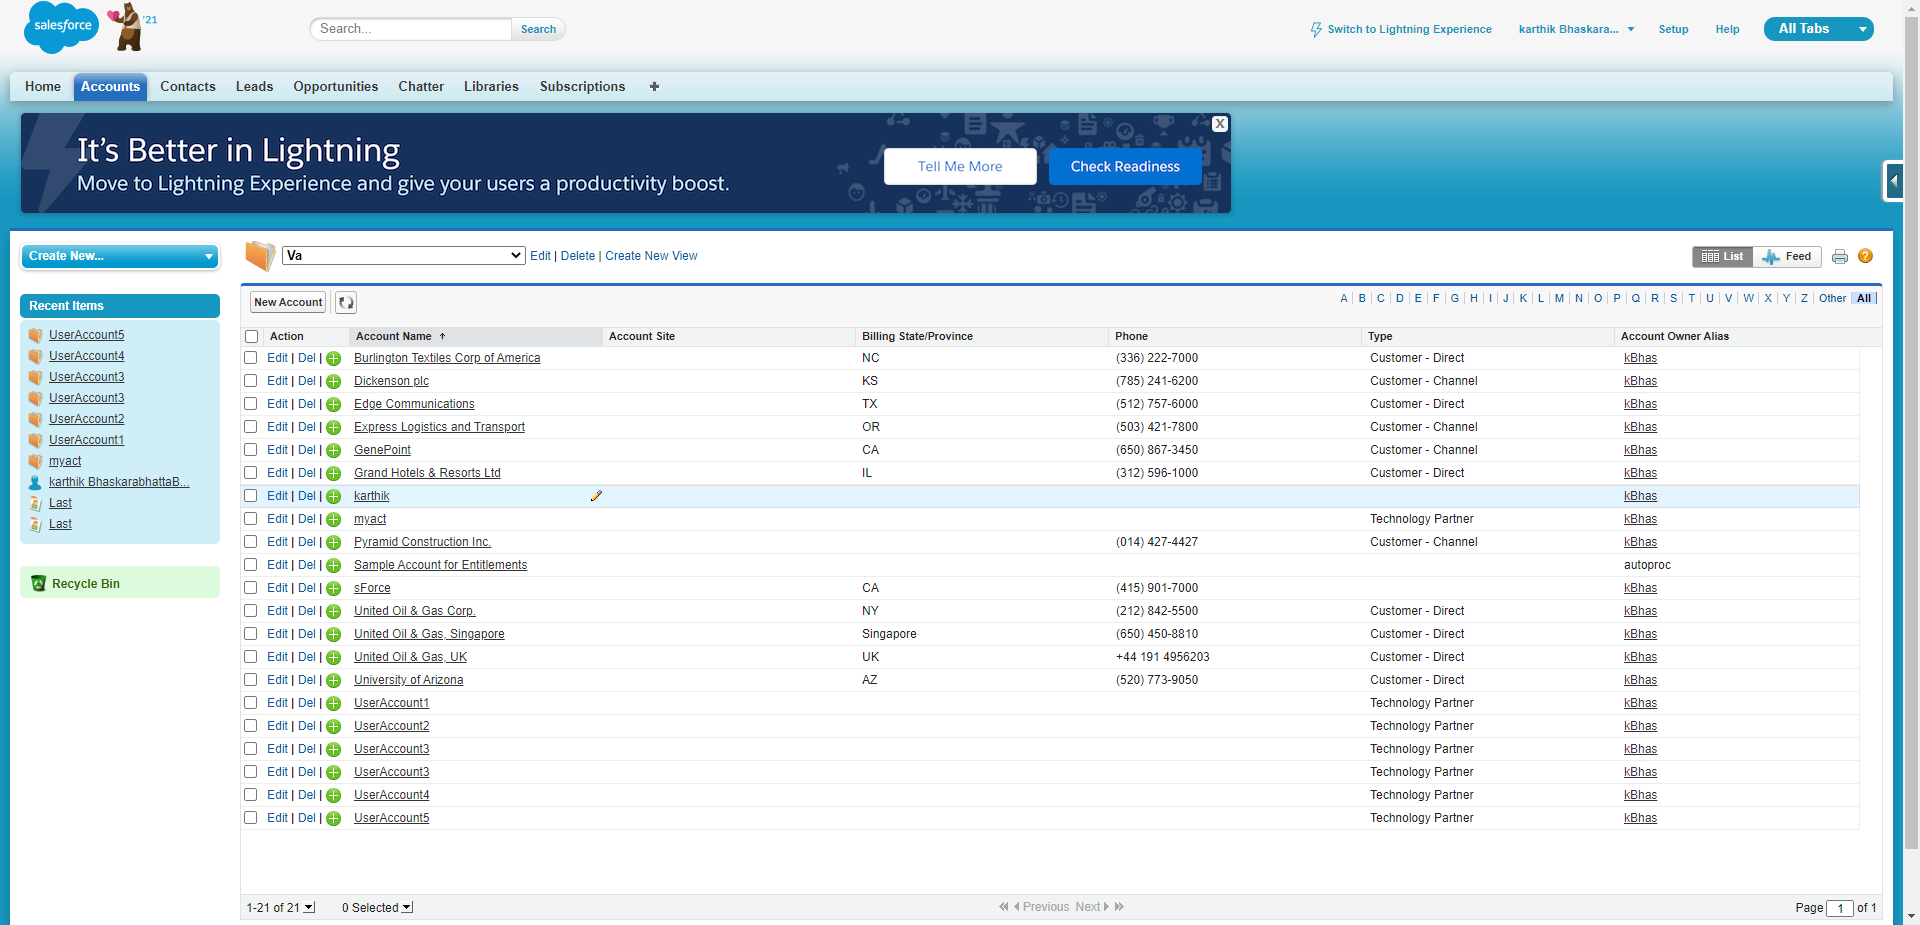 salesforce
'21
Search...
Search
Switch to Lightning Experience
karthik Bhaskara...
Setup
Help
All Tabs
Home
Accounts
Contacts
Leads
Opportunities
Chatter
Libraries
Subscriptions
It's Better in Lightning
Move to Lightning Experience and give your users a productivity boost.
Tell Me More
Check Readiness
X
Create New...
Recent Items
UserAccount5
UserAccount4
UserAccount3
UserAccount3
UserAccount2
UserAccount1
myact
karthik BhaskarabhattaB...
Last
Last
Recycle Bin
Va
Edit | Delete | Create New View
List
Feed
?
New Account
A | B | C | D | E | F | G | H | I | J | K | L | M | N | O | P | Q | R | S | T | U | V | W | X | Y | Z | Other | All
Action Account Name Account Site Billing State/Province Phone Type Account Owner Alias
Edit | Del | Burlington Textiles Corp of America NC (336) 222-7000 Customer - Direct kBhas
Edit | Del | Dickenson plc KS (785) 241-6200 Customer - Channel kBhas
Edit | Del | Edge Communications TX (512) 757-6000 Customer - Direct kBhas
Edit | Del | Express Logistics and Transport OR (503) 421-7800 Customer - Channel kBhas
Edit | Del | GenePoint CA (650) 867-3450 Customer - Channel kBhas
Edit | Del | Grand Hotels & Resorts Ltd IL (312) 596-1000 Customer - Direct kBhas
Edit | Del | karthik kBhas
Edit | Del | myact Technology Partner kBhas
Edit | Del | Pyramid Construction Inc. (014) 427-4427 Customer - Channel kBhas
Edit | Del | Sample Account for Entitlements autoproc
Edit | Del | sForce CA (415) 901-7000 kBhas
Edit | Del | United Oil & Gas Corp. NY (212) 842-5500 Customer - Direct kBhas
Edit | Del | United Oil & Gas, Singapore Singapore (650) 450-8810 Customer - Direct kBhas
Edit | Del | United Oil & Gas, UK UK +44 191 4956203 Customer - Direct kBhas
Edit | Del | University of Arizona AZ (520) 773-9050 Customer - Direct kBhas
Edit | Del | UserAccount1 Technology Partner kBhas
Edit | Del | UserAccount2 Technology Partner kBhas
Edit | Del | UserAccount3 Technology Partner kBhas
Edit | Del | UserAccount3 Technology Partner kBhas
Edit | Del | UserAccount4 Technology Partner kBhas
Edit | Del | UserAccount5 Technology Partner kBhas
1-21 of 21
0 Selected
Previous Next
Page 1 of 1